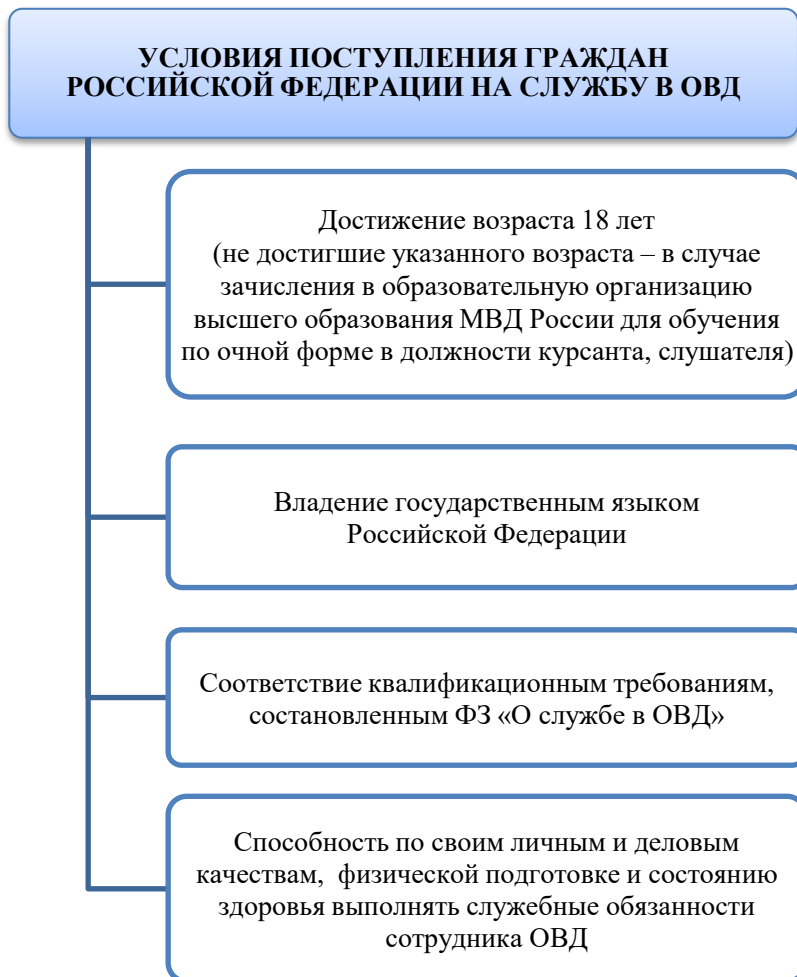 УСЛОВИЯ ПОСТУПЛЕНИЯ ГРАЖДАН
РОССИЙСКОЙ ФЕДЕРАЦИИ НА СЛУЖБУ В ОВД
Достижение возраста 18 лет
(не достигшие указанного возраста – в случае
зачисления в образовательную организацию
высшего образования МВД России для обучения
по очной форме в должности курсанта, слушателя)
Владение государственным языком
Российской Федерации
Соответствие квалификационным требованиям,
состановленным ФЗ «О службе в ОВД»
Способность по своим личным и деловым
качествам, физической подготовке и состоянию
здоровья выполнять служебные обязанности
сотрудника ОВД